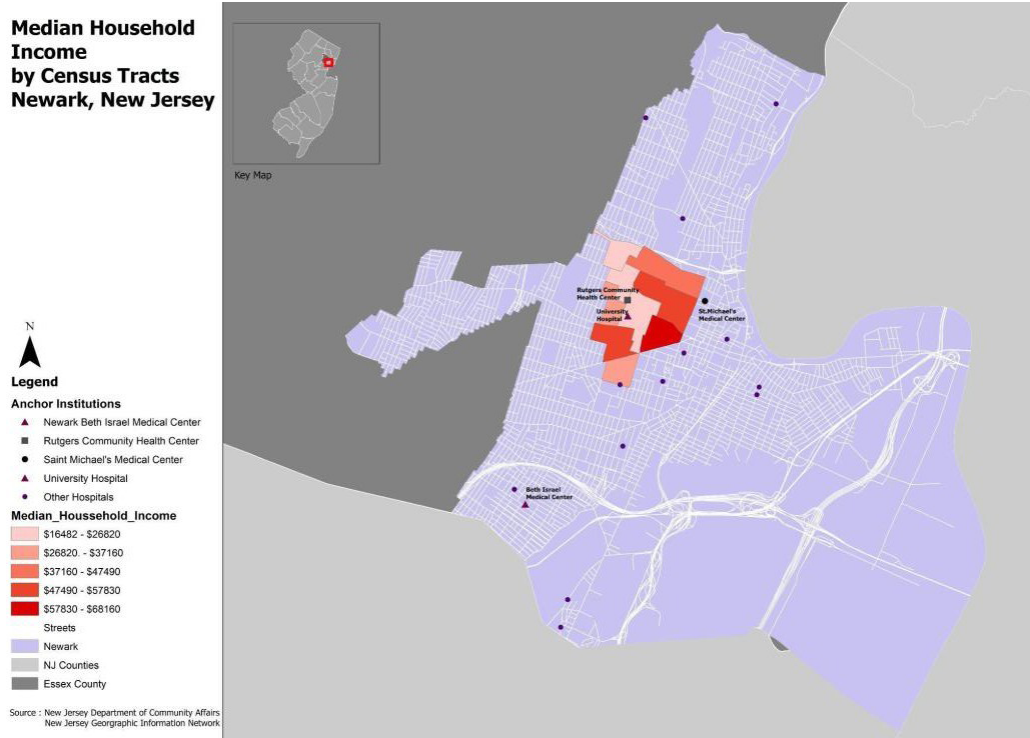 Median Household
Income
by Census Tracts
Newark, New Jersey
Key Map
Rutgers Community
Health Center
University
Hospital
St.Michael's
Medical Center
Beth Israel
Medical Center
N
Legend
Anchor Institutions
Newark Beth Israel Medical Center
Rutgers Community Health Center
Saint Michael's Medical Center
University Hospital
Other Hospitals
Median_Houssehold_Income
$16482 - $26820
$26820. - $37160
$37160 - $47490
$47490 - $57830
$57830 - $68160
Streets
Newark
NJ Counties
Essex County
Source : New Jersey Department of Community Affairs
New Jersey Georgraphic Information Network